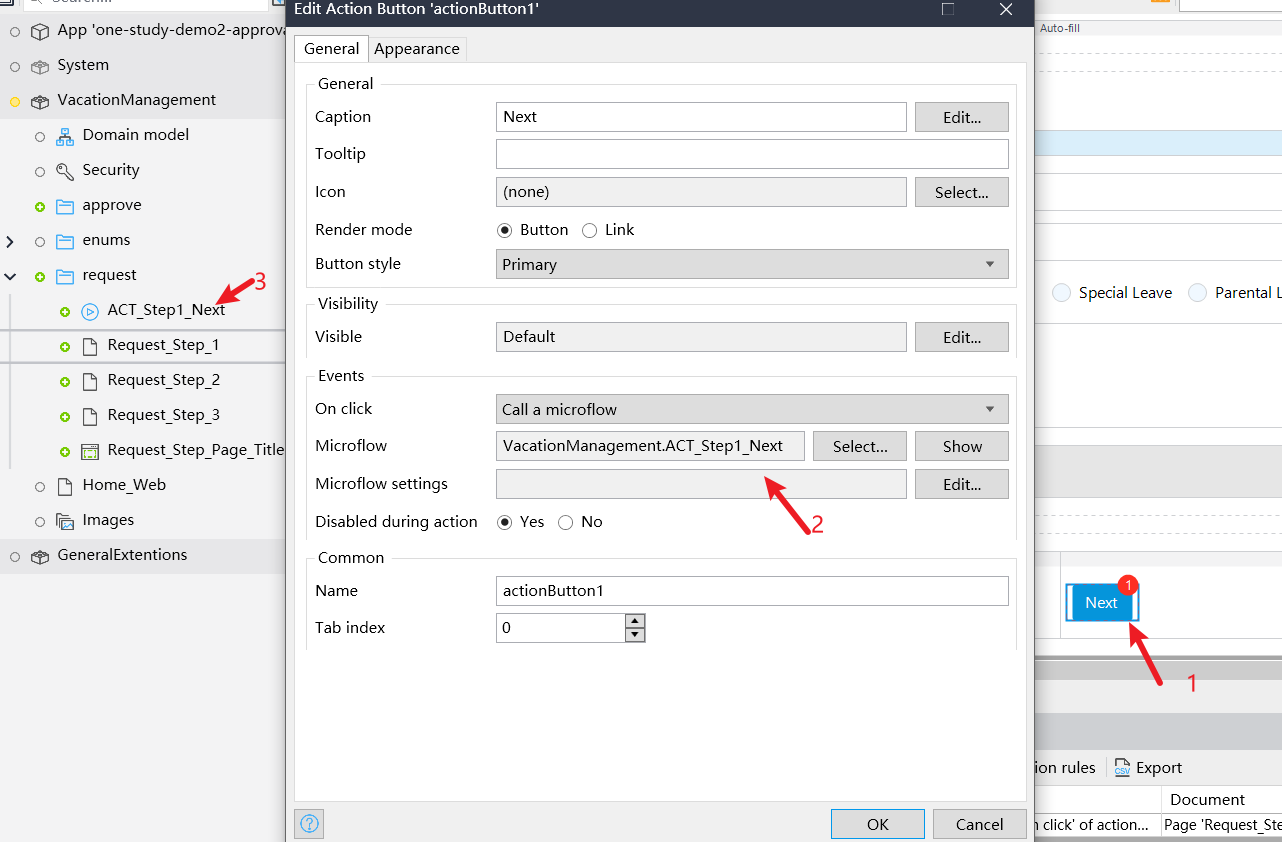 Edit Action Button 'actionButton1'
App 'one-study-demo2-approva
System
VacationManagement
Domain model
Security
approve
enums
request
ACT_Step1_Next
3
Request_Step_1
Request_Step_2
Request_Step_3
Request_Step_Page_Title
Home_Web
Images
GeneralExtentions
General
Appearance
General
Caption
Next
Edit...
Tooltip
Icon
(none)
Select...
Render mode
Button
Link
Button style
Primary
Visibility
Visible
Default
Edit...
Events
On click
Call a microflow
Microflow
VacationManagement.ACT_Step1_Next
Select...
Show
Microflow settings
Edit...
Disabled during action
Yes
No
2
Common
Name
actionButton1
Tab index
0
OK
Cancel
Auto-fill
Special Leave
Parental L
Next
1
1
ion rules
CSV
Export
Document
n click' of action...
Page 'Request_Ste